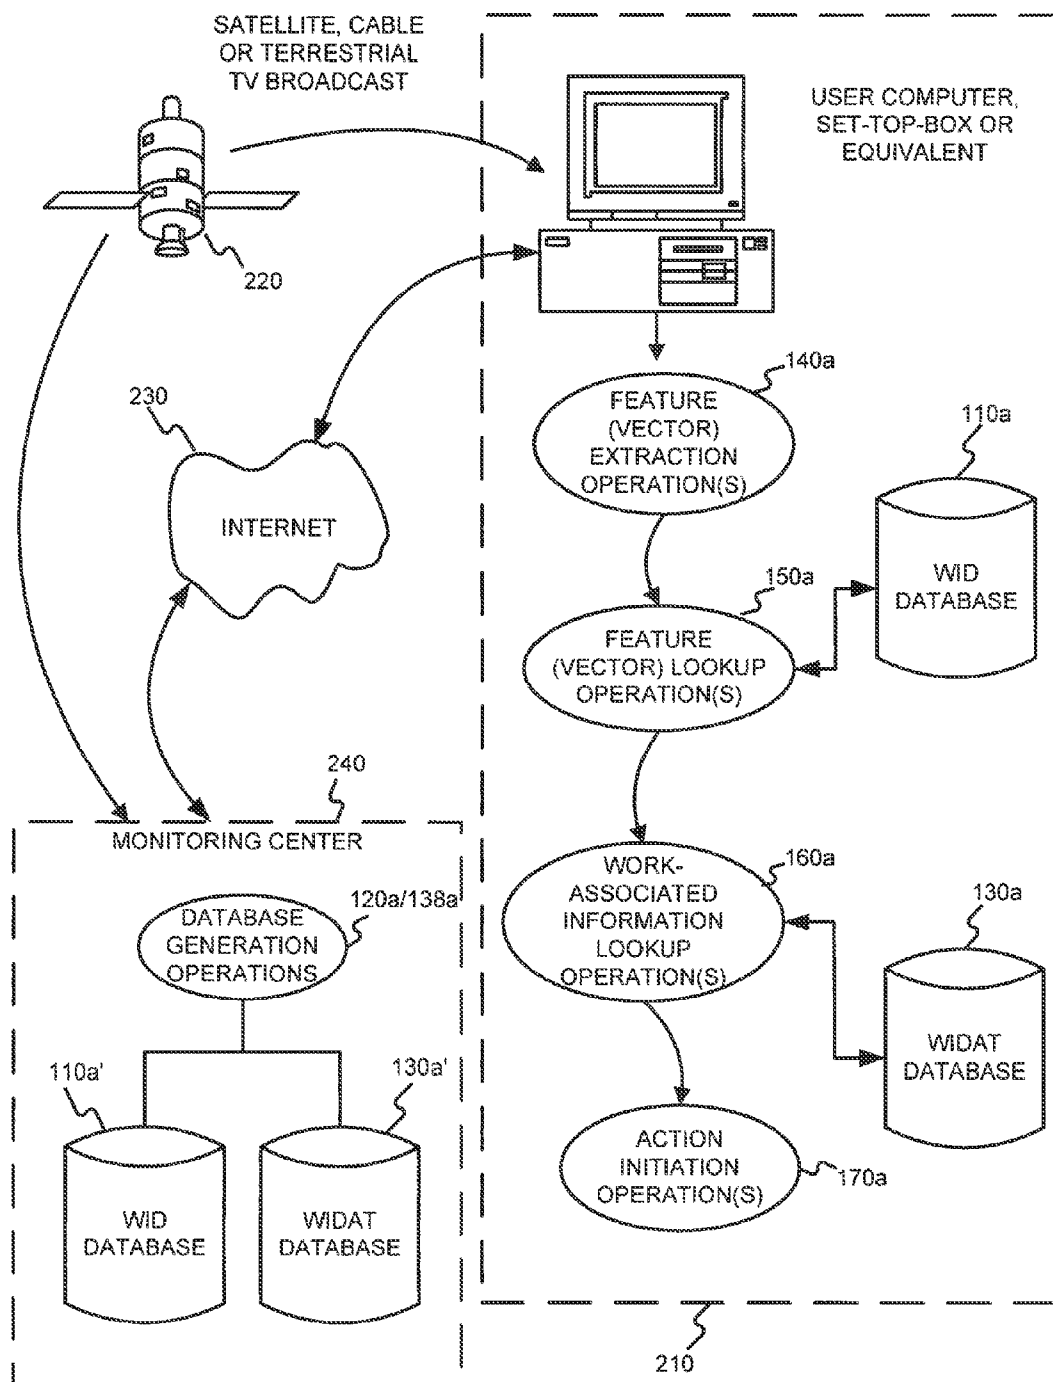 SATELLITE, CABLE
OR TERRESTRIAL
TV BROADCAST
USER COMPUTER,
SET-TOP-BOX OR
EQUIVALENT
220
140a
FEATURE
(VECTOR)
EXTRACTION
OPERATION(S)
230
INTERNET
110a
WID
DATABASE
150a
FEATURE
(VECTOR) LOOKUP
OPERATION(S)
240
MONITORING CENTER
120a/138a
DATABASE
GENERATION
OPERATIONS
160a
WORK-
ASSOCIATED
INFORMATION
LOOKUP
OPERATION(S)
130a
WIDAT
DATABASE
110a'
WID
DATABASE
130a'
WIDAT
DATABASE
ACTION
INITIATION
OPERATION(S)
170a
210